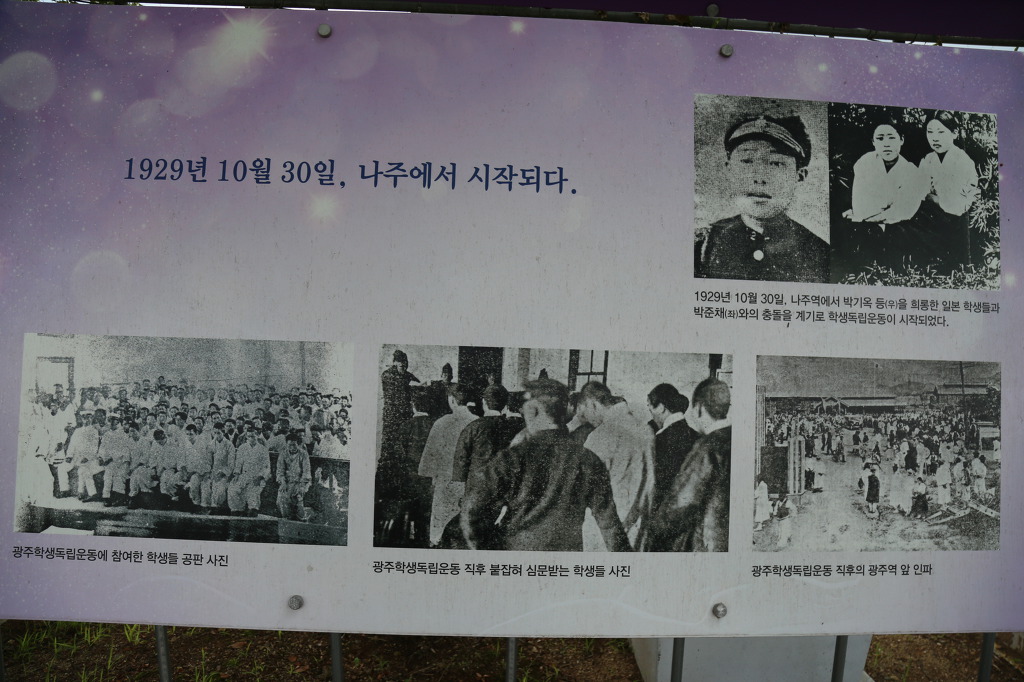 1929년 10월 30일, 나주에서 시작되다.
1929년 10월 30일, 나주역에서 박기옥 등(우)을 희롱한 일본 학생들과
박준채(좌)와의 충돌을 계기로 학생독립운동이 시작되었다.
광주학생독립운동에 참여한 학생들 공판 사진
광주학생독립운동 직후 붙잡혀 심문받는 학생들 사진
광주학생독립운동 직후의 광주역 앞 인파